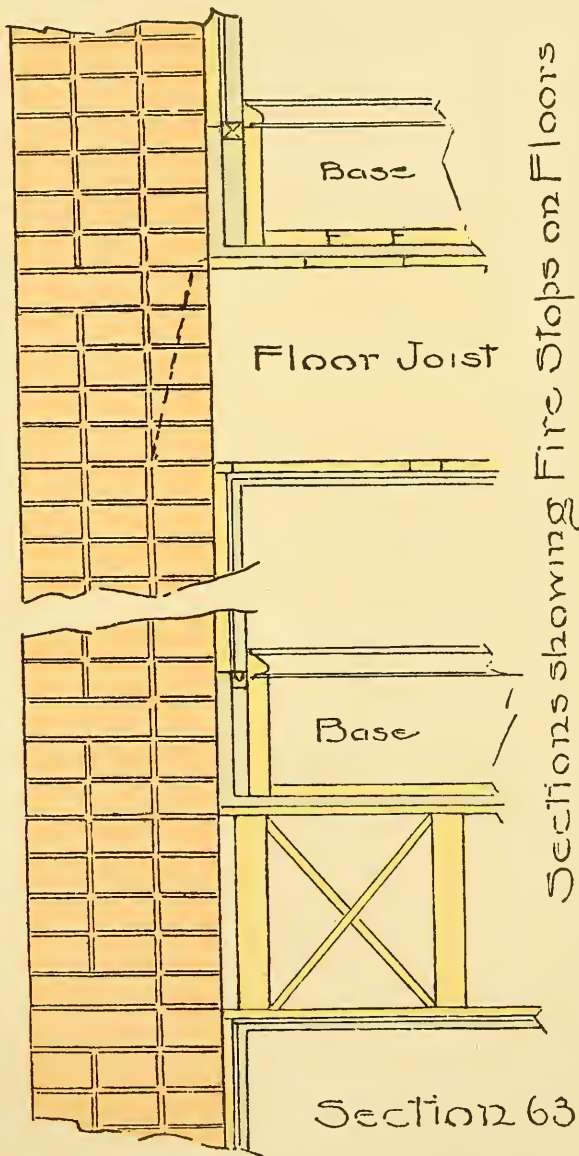 Base
Floor Joist
Base
Section 63
Sections showing Fire Stops on Floors